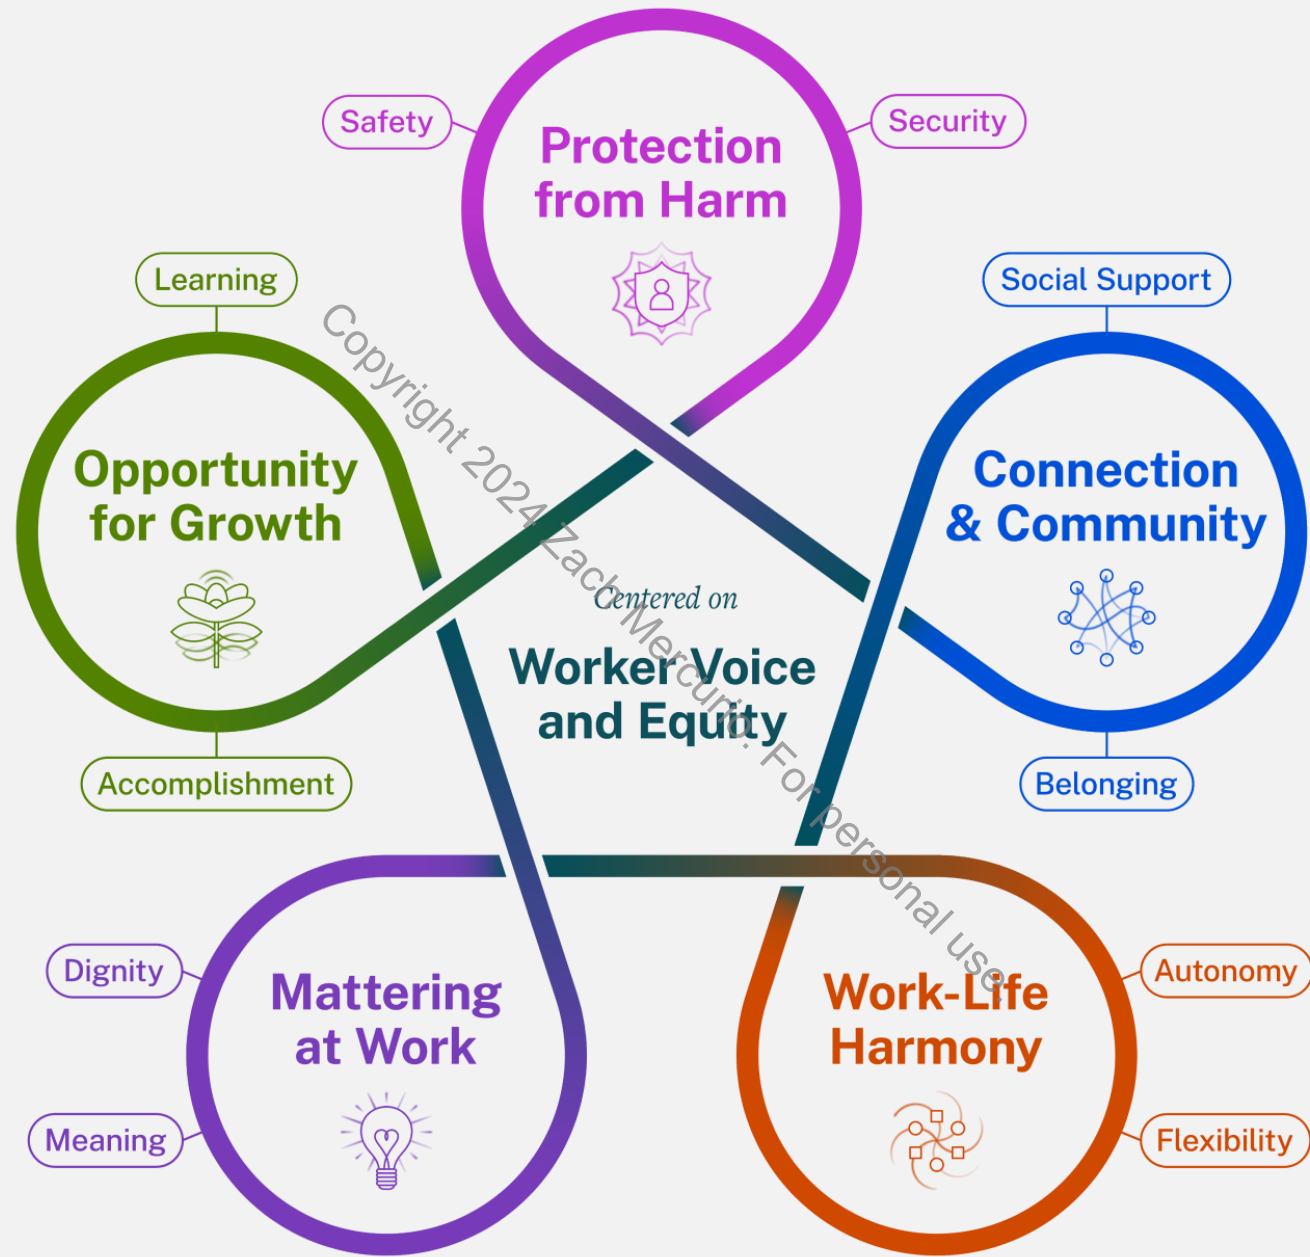 Safety
Security
Protection
from Harm
Learning
Social Support
Opportunity
for Growth
Connection
& Community
Centered on
Worker Voice
and Equity
Accomplishment
Belonging
Dignity
Autonomy
Mattering
at Work
Work-Life
Harmony
Meaning
Flexibility
Copyright 2024 Zach Mercurio. For personal use.